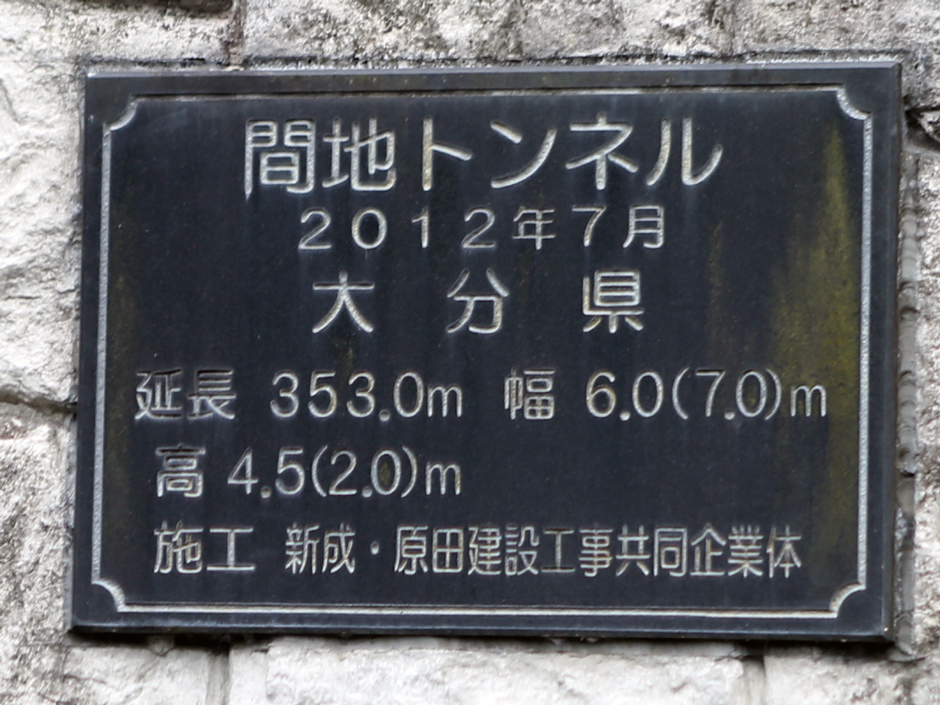 間地トンネル
2012年7月
大分県
延長 353.0m 幅 6.0(7.0)m
高 4.5(2.0)m
施工 新成・原田建設工事共同企業体